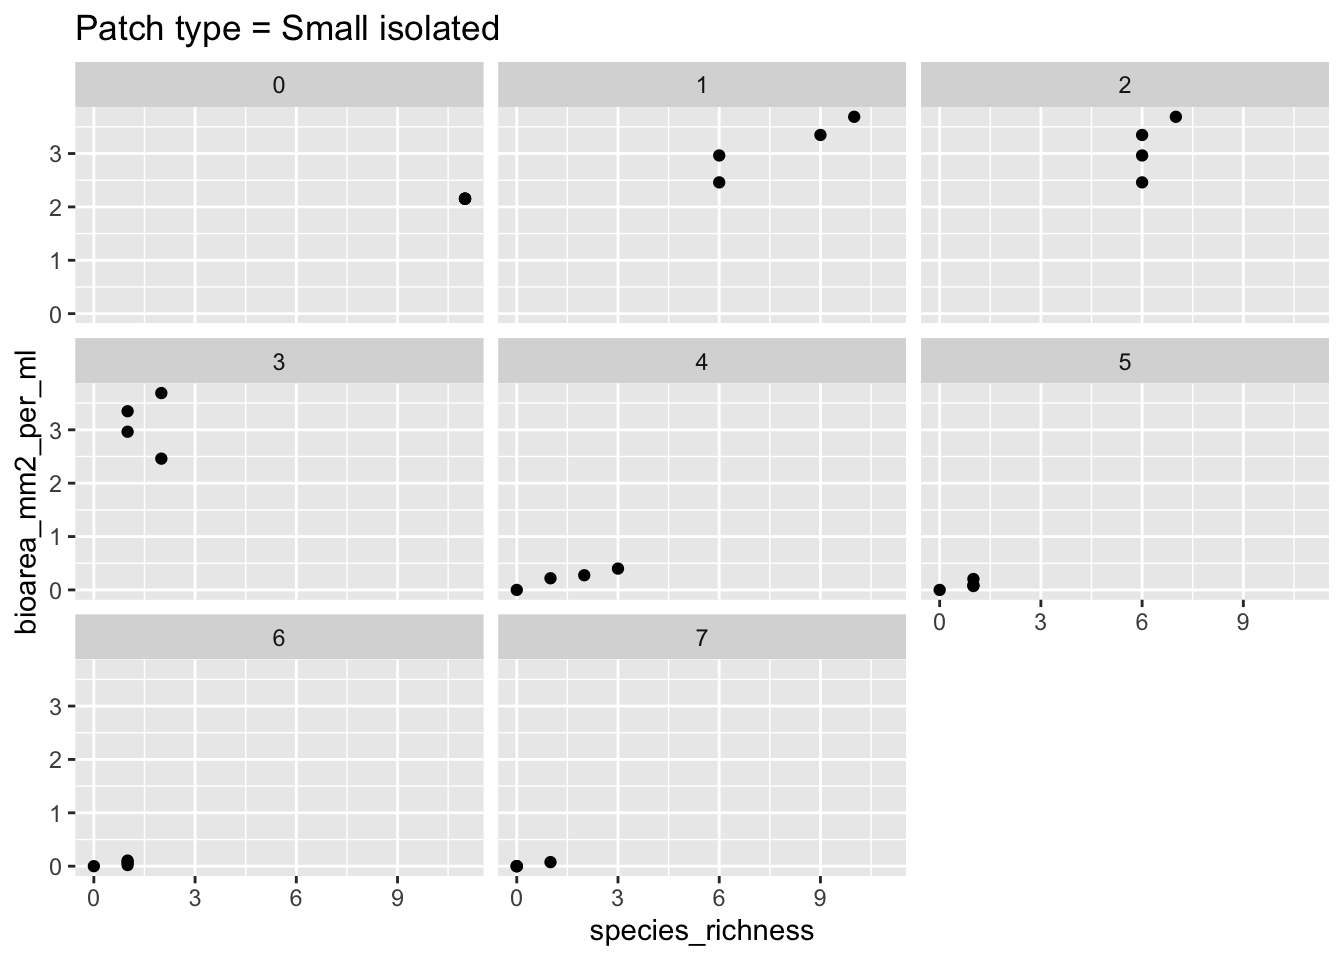 Patch type = Small isolated
0 1 2
3
2
1
0
3 4 5
bioarea_mm2_per_ml
3
2
1
0
0 3 6 9
6 7
3
2
1
0
0 3 6 9 0 3 6 9
species_richness